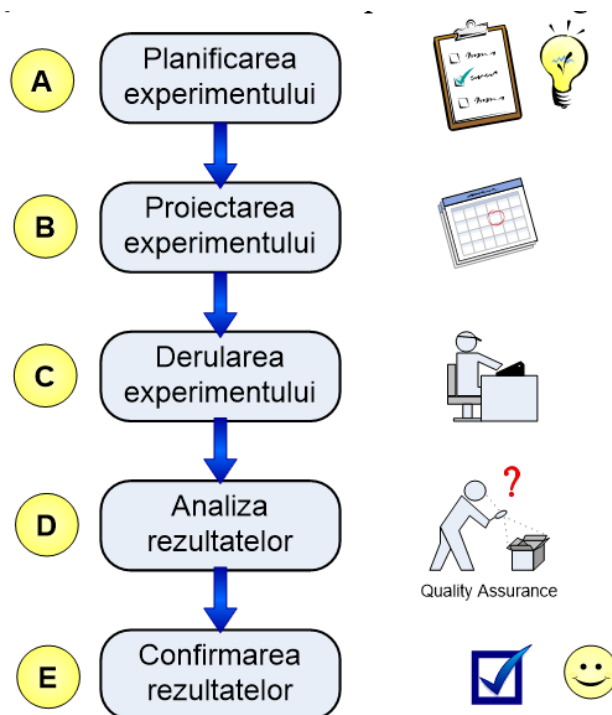 A
Planificarea
experimentului
B
Proiectarea
experimentului
C
Derularea
experimentului
D
Analiza
rezultatelor
?
Quality Assurance
E
Confirmarea
rezultatelor